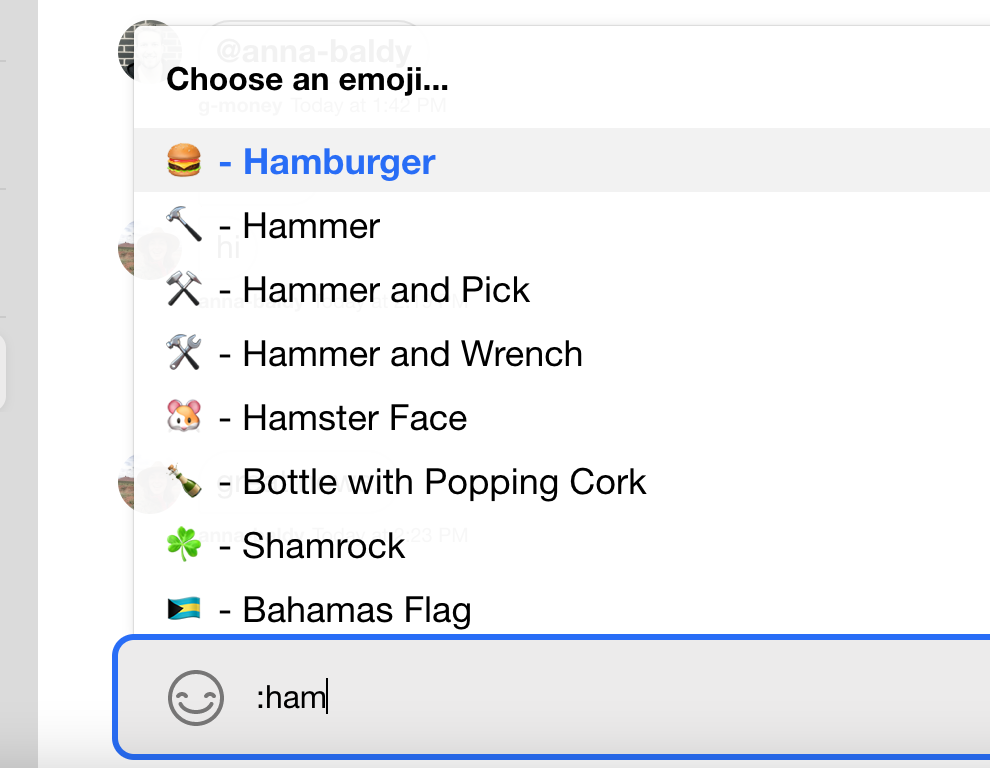 @anna-baldy
Choose an emoji...
g-money Today at 1:42 PM
- Hamburger
- Hammer
hi
- Hammer and Pick
- Hammer and Wrench
- Hamster Face
- Bottle with Popping Cork
- Shamrock
- Bahamas Flag
:ham